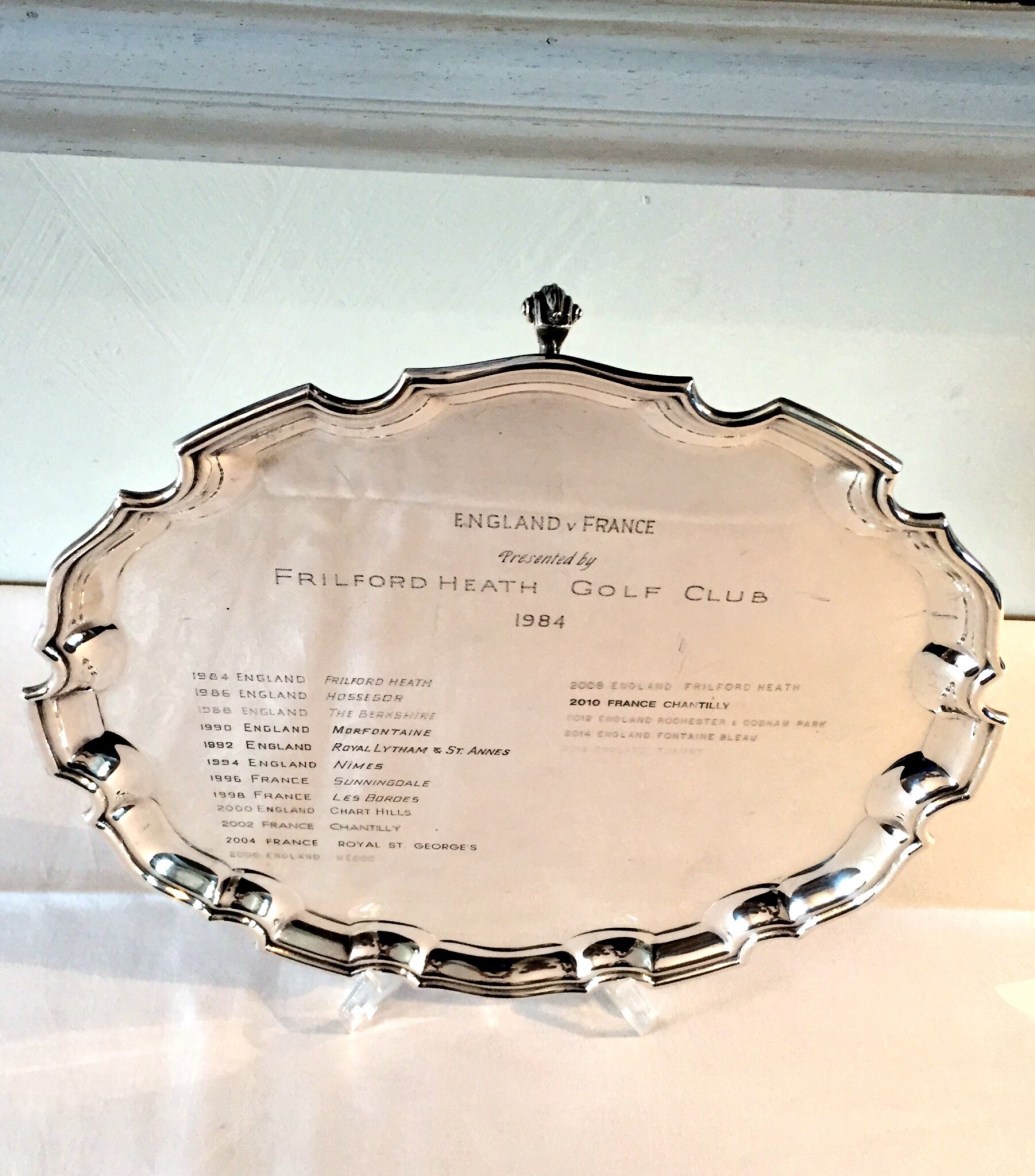 ENGLAND v FRANCE
Presented by
FRILFORD HEATH GOLF CLUB
1984
1984 ENGLAND FRILFORD HEATH
1986 ENGLAND HOSSEGOR
1988 ENGLAND THE BERKSHIRE
1990 ENGLAND MORFONTAINE
1992 ENGLAND ROYAL LYTHAM & ST. ANNES
1994 ENGLAND NÎMES
1996 FRANCE SUNNINGDALE
1998 FRANCE LES BORDES
2000 ENGLAND CHART HILLS
2002 FRANCE CHANTILLY
2004 FRANCE ROYAL ST. GEORGE'S
2006 ENGLAND MEDOC
2008 ENGLAND FRILFORD HEATH
2010 FRANCE CHANTILLY
2012 ENGLAND ROCHESTER & COBHAM PARK
2014 ENGLAND FONTAINE BLEAU
ENGLAND